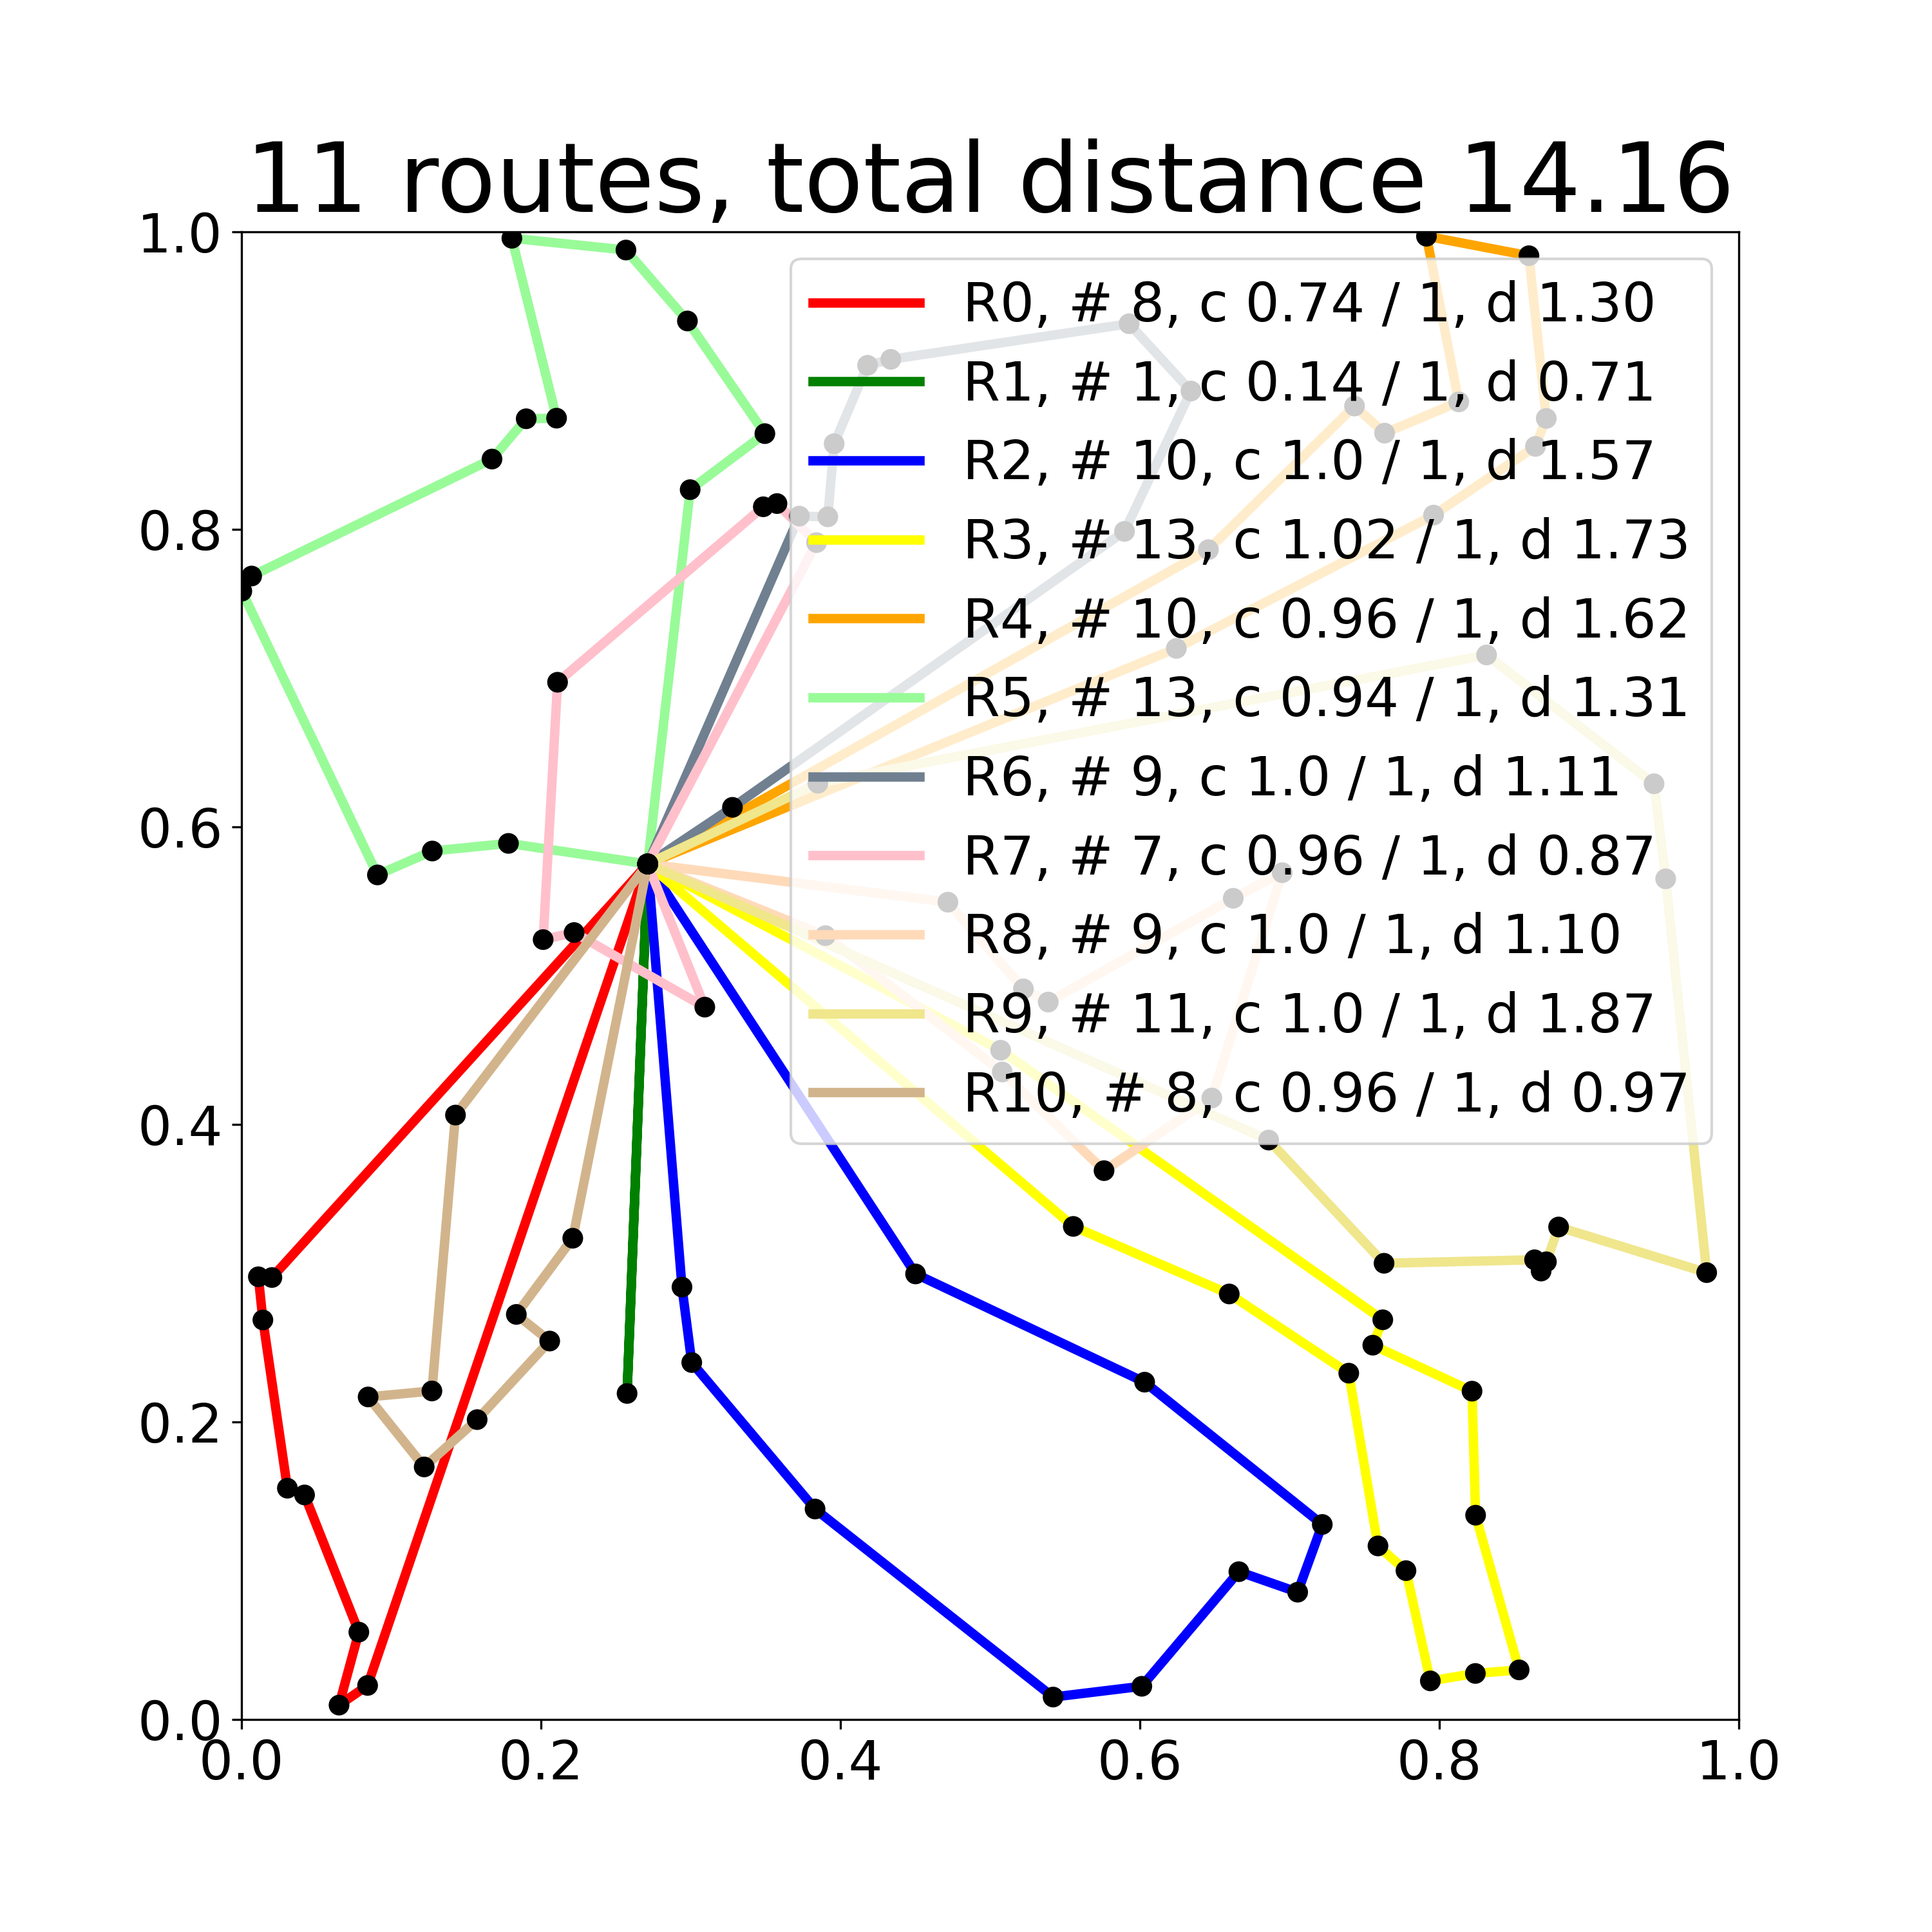 11 routes, total distance 14.16
1.0
0.8
0.6
0.4
0.2
0.0
0.0 0.2 0.4 0.6 0.8 1.0
R0, # 8, c 0.74 / 1, d 1.30
R1, # 1, c 0.14 / 1, d 0.71
R2, # 10, c 1.0 / 1, d 1.57
R3, # 13, c 1.02 / 1, d 1.73
R4, # 10, c 0.96 / 1, d 1.62
R5, # 13, c 0.94 / 1, d 1.31
R6, # 9, c 1.0 / 1, d 1.11
R7, # 7, c 0.96 / 1, d 0.87
R8, # 9, c 1.0 / 1, d 1.10
R9, # 11, c 1.0 / 1, d 1.87
R10, # 8, c 0.96 / 1, d 0.97